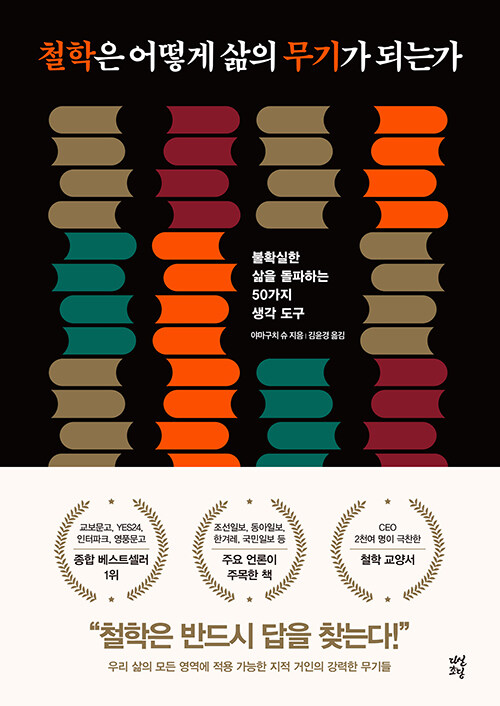 철학은 어떻게 삶의 무기가 되는가
불확실한
삶을 돌파하는
50가지
생각 도구
야마구치 슈 지음 | 김윤경 옮김
교보문고, YES24,
인터파크, 영풍문고
종합 베스트셀러
1위
조선일보, 동아일보,
한겨레, 국민일보 등
주요 언론이
주목한 책
CEO
2천여 명이 극찬한
철학 교양서
“철학은 반드시 답을 찾는다!”
우리 삶의 모든 영역에 적용 가능한 지적 거인의 강력한 무기들
다산
초당